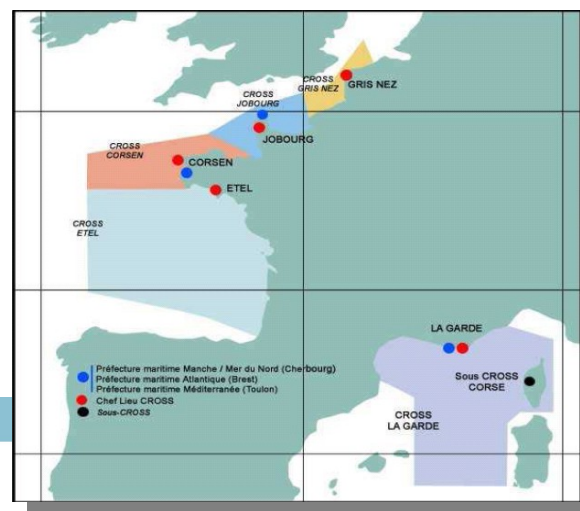 CROSS
GRIS NEZ
GRIS NEZ
CROSS
JOBOURG
JOBOURG
CROSS
CORSEN
CORSEN
ETEL
CROSS
ETEL
LA GARDE
Sous CROSS
CORSE
CROSS
LA GARDE
Préfecture maritime Manche / Mer du Nord (Cherbourg)
Préfecture maritime Atlantique (Brest)
Préfecture maritime Méditerranée (Toulon)
Chef Lieu CROSS
Sous-CROSS